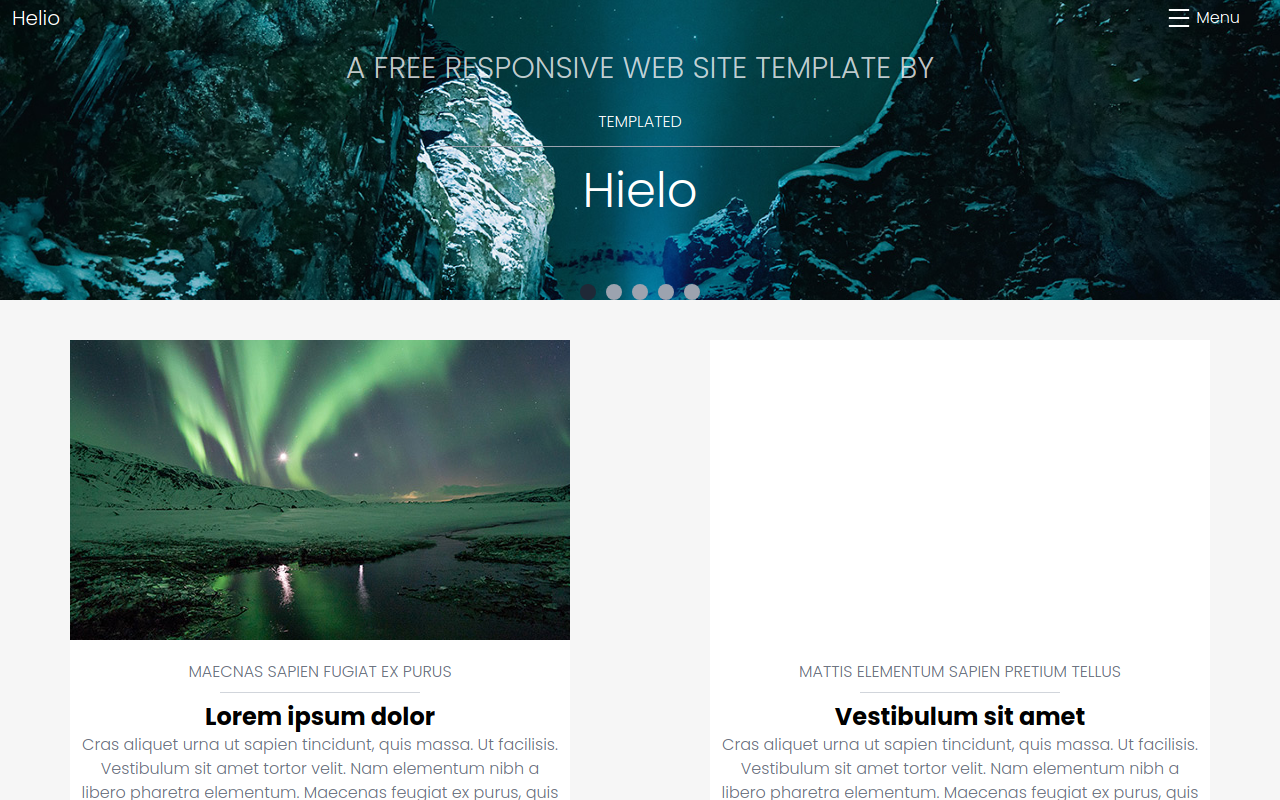 Helio
Menu
A FREE RESPONSIVE WEB SITE TEMPLATE BY
TEMPLATED
Hielo
MAECNAS SAPIEN FUGIAT EX PURUS
Lorem ipsum dolor
Cras aliquet urna ut sapien tincidunt, quis massa. Ut facilisis.
Vestibulum sit amet tortor velit. Nam elementum nibh a
libero pharetra elementum. Maecenas feugiat ex purus, quis
MATTIS ELEMENTUM SAPIEN PRETIUM TELLUS
Vestibulum sit amet
Cras aliquet urna ut sapien tincidunt, quis massa. Ut facilisis.
Vestibulum sit amet tortor velit. Nam elementum nibh a
libero pharetra elementum. Maecenas feugiat ex purus, quis